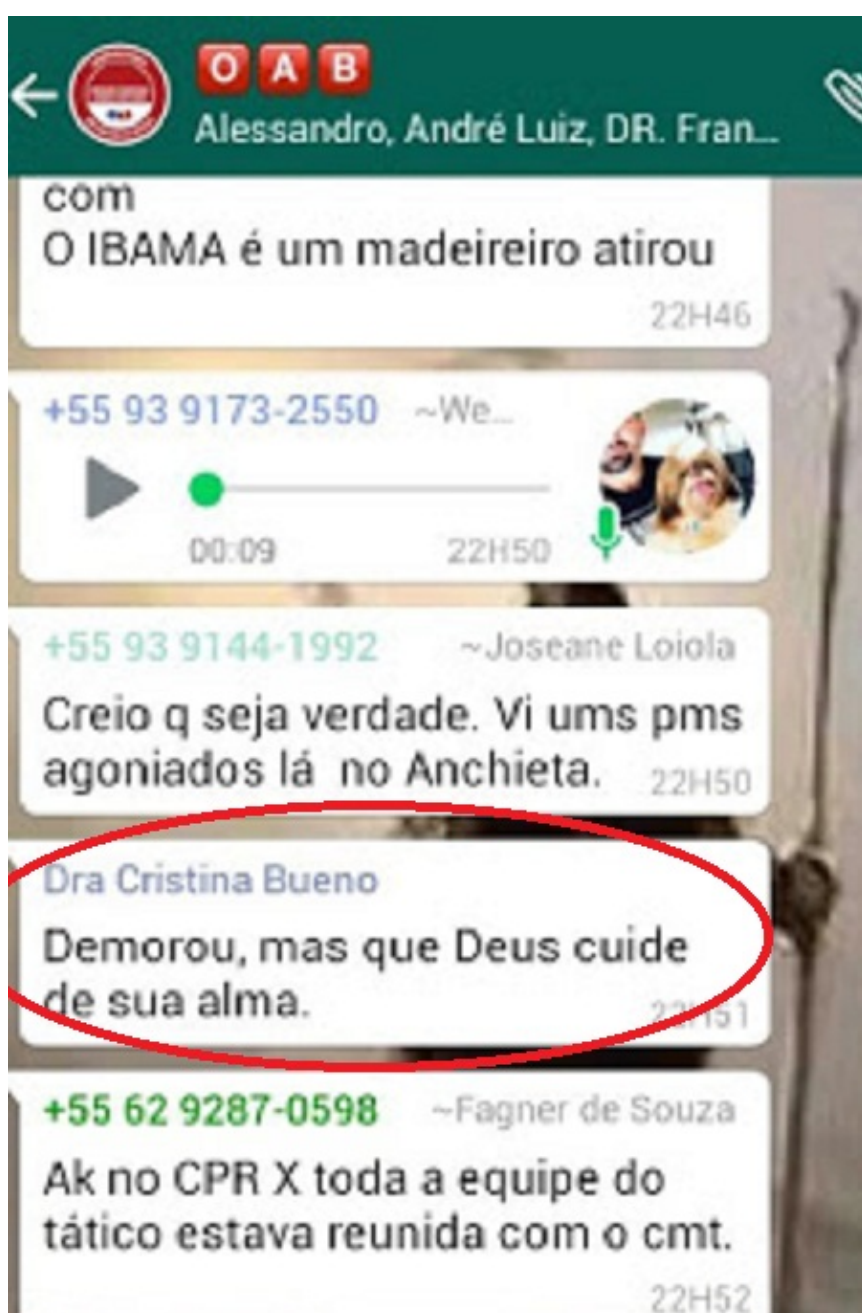 O A B
Alessandro, André Luiz, DR. Fran...
com
O IBAMA é um madeireiro atirou
22H46
+55 93 9173-2550 ~We...
00:09 22H50
+55 93 9144-1992 ~Joseane Loiola
Creio q seja verdade. Vi ums pms
agoniados lá no Anchieta. 22H50
Dra Cristina Bueno
Demorou, mas que Deus cuide
de sua alma. 22H51
+55 62 9287-0598 ~Fagner de Souza
Ak no CPR X toda a equipe do
tático estava reunida com o cmt.
22H52